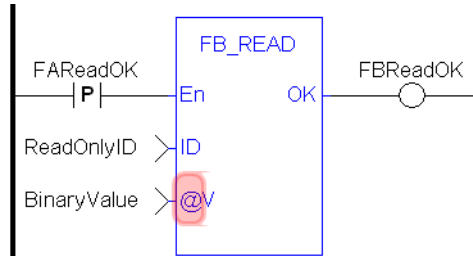 FB_READ
FAReadOK
FBReadOK
P
En
OK
ReadOnlyID
ID
BinaryValue
@V